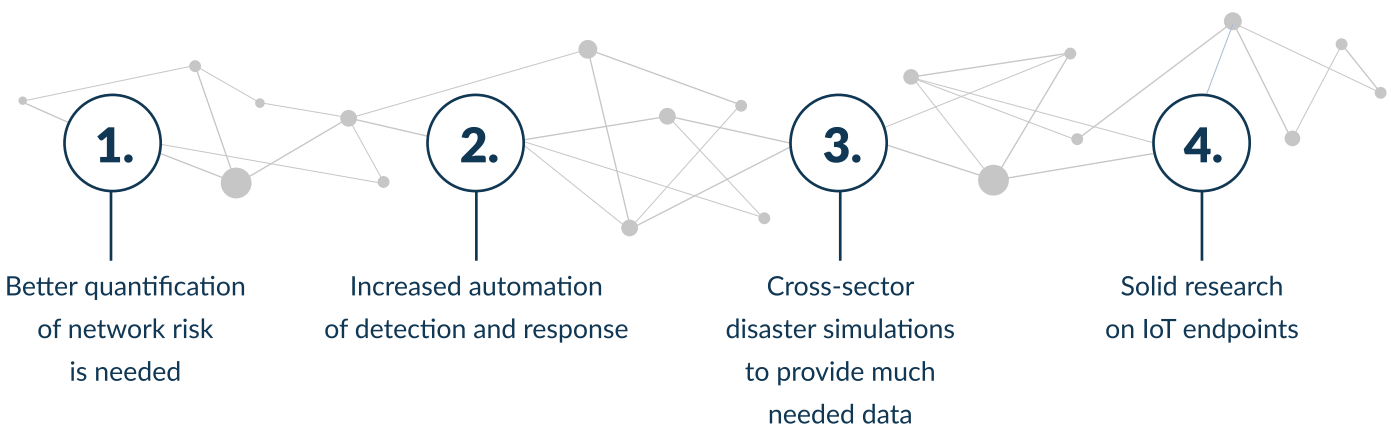 1.
Better quantification
of network risk
is needed
2.
Increased automation
of detection and response
3.
Cross-sector
disaster simulations
to provide much
needed data
4.
Solid research
on IoT endpoints